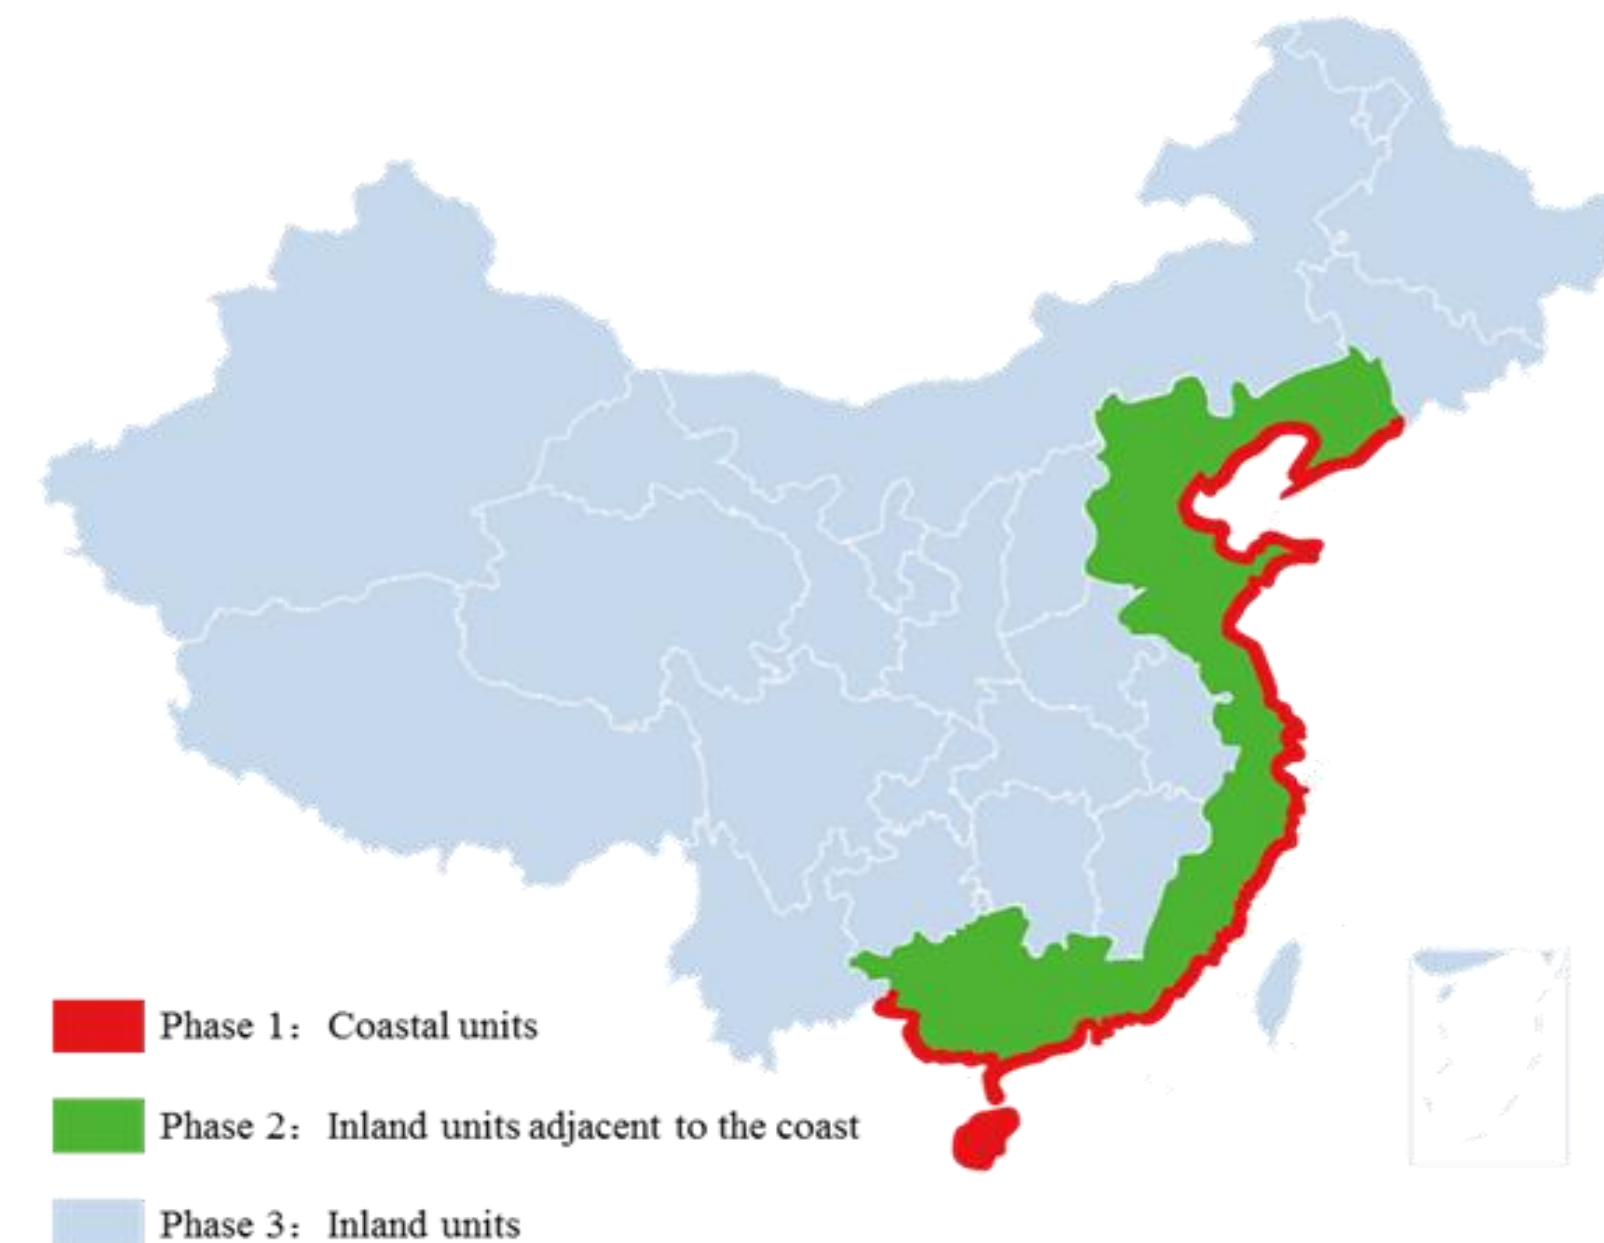 Phase 1： Coastal units
Phase 2： Inland units adjacent to the coast
Phase 3： Inland units